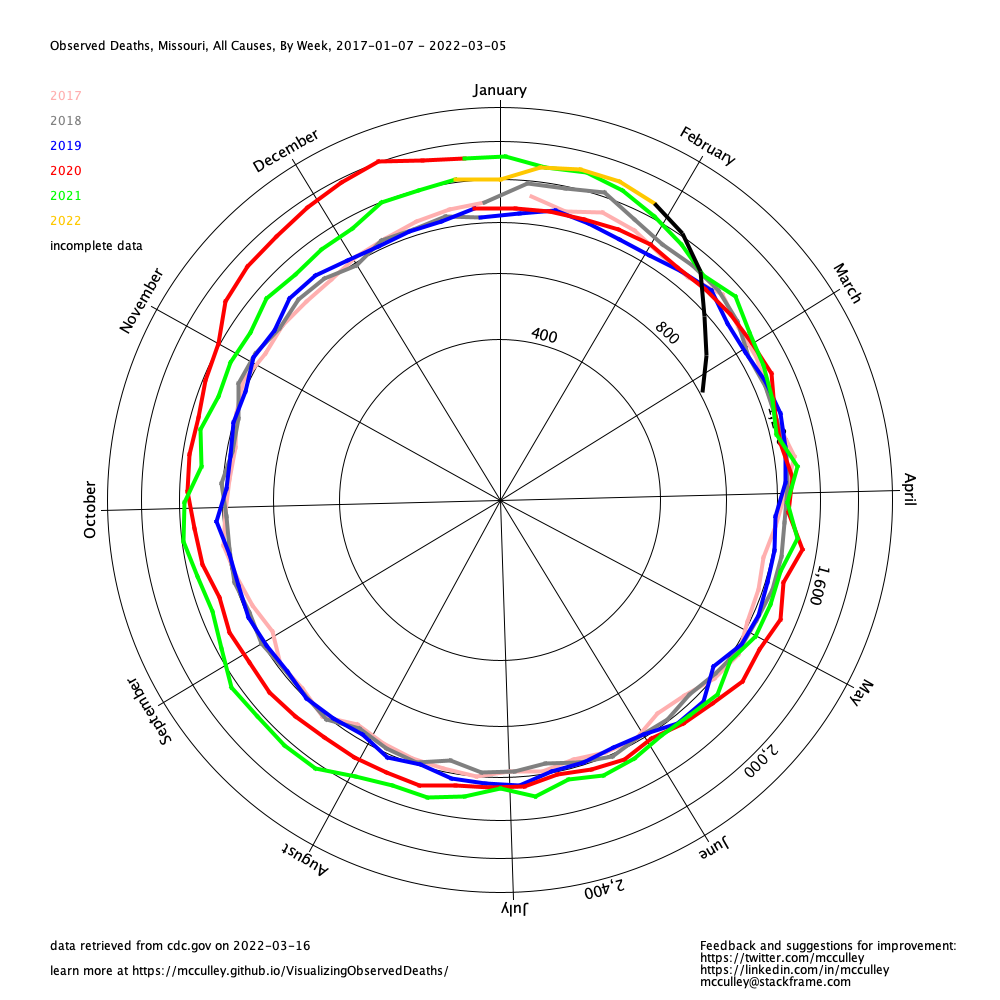 Observed Deaths, Missouri, All Causes, By Week, 2017-01-07 - 2022-03-05
January
2017
2018
2019
2020
2021
2022
incomplete data
December
February
November
March
400
800
October
April
1,600
September
May
2,000
August
June
2,400
July
data retrieved from cdc.gov on 2022-03-16
learn more at https://mcculley.github.io/VisualizingObservedDeaths/
Feedback and suggestions for improvement:
https://twitter.com/mcculley
https://linkedin.com/in/mcculley
mcculley@stackframe.com